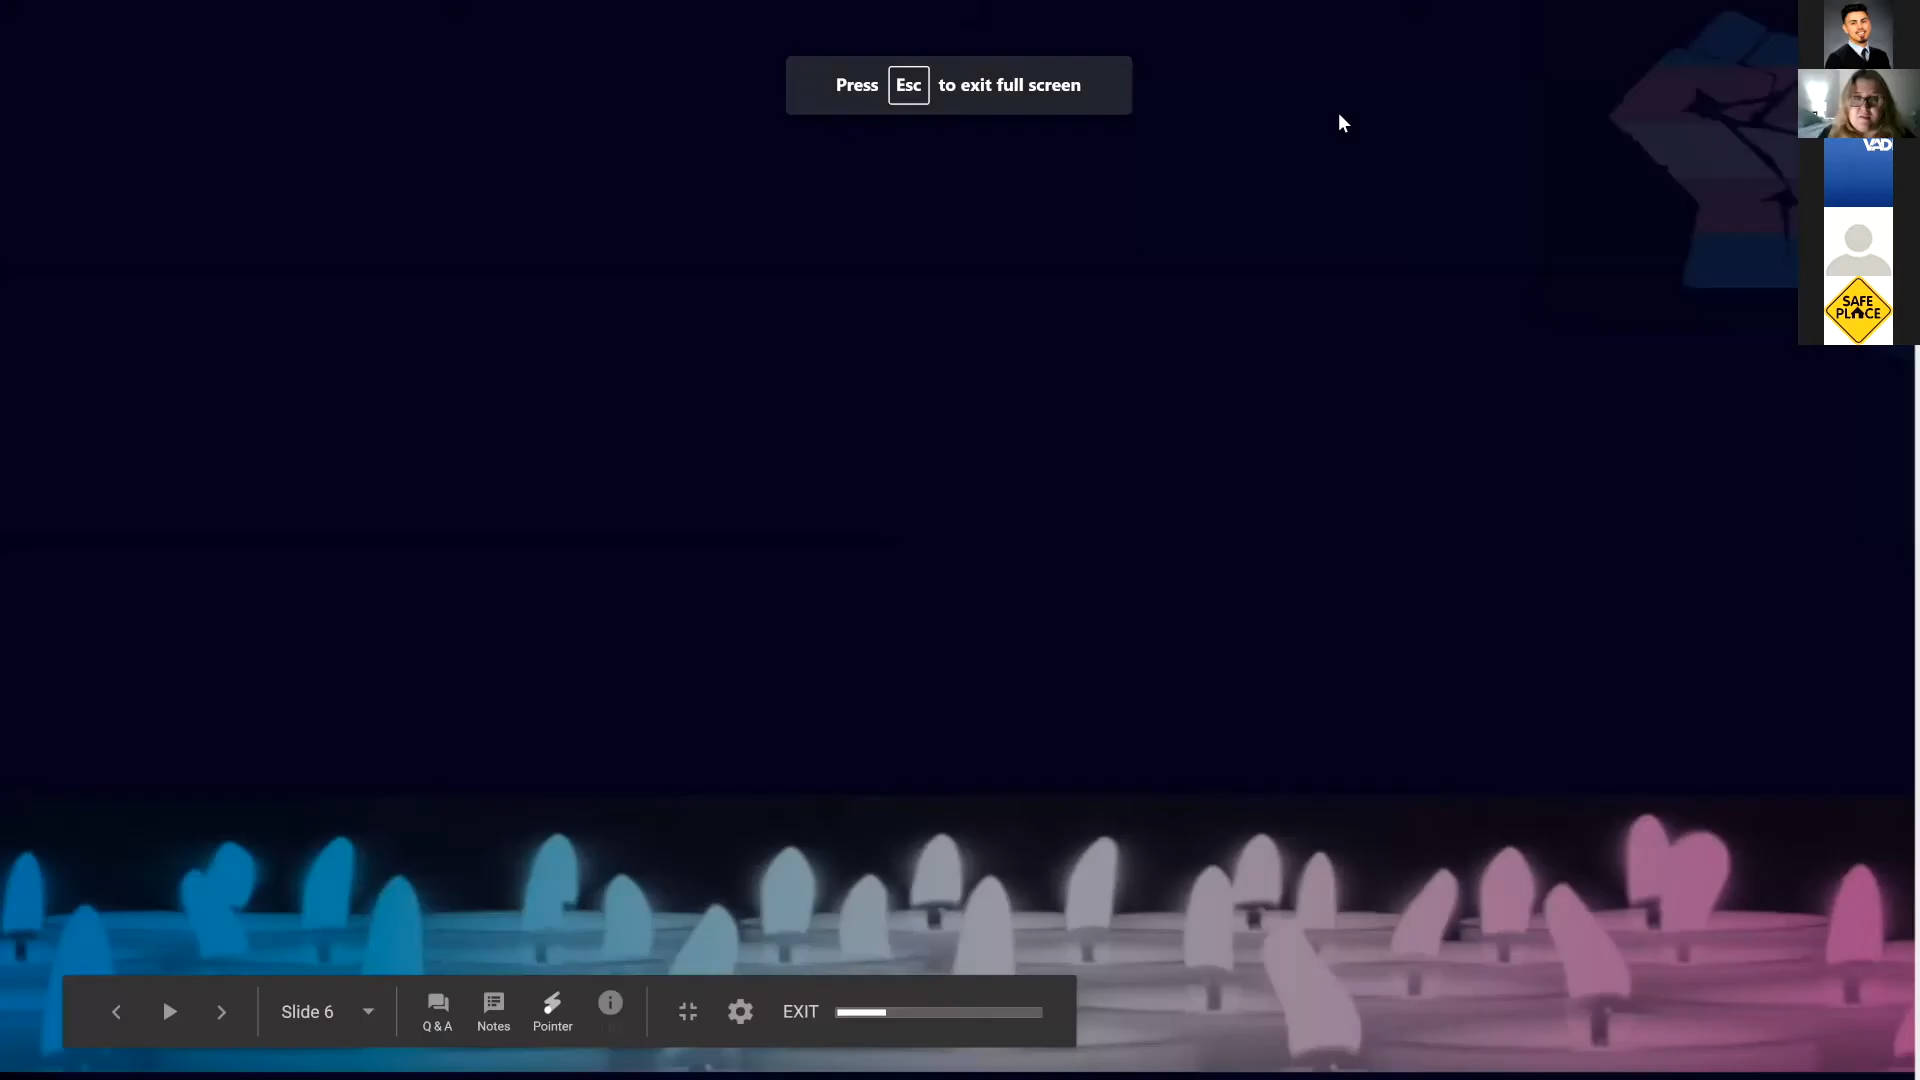 Press Esc to exit full screen
VAD
SAFE
PLACE
Slide 6
Q & A
Notes
Pointer
EXIT